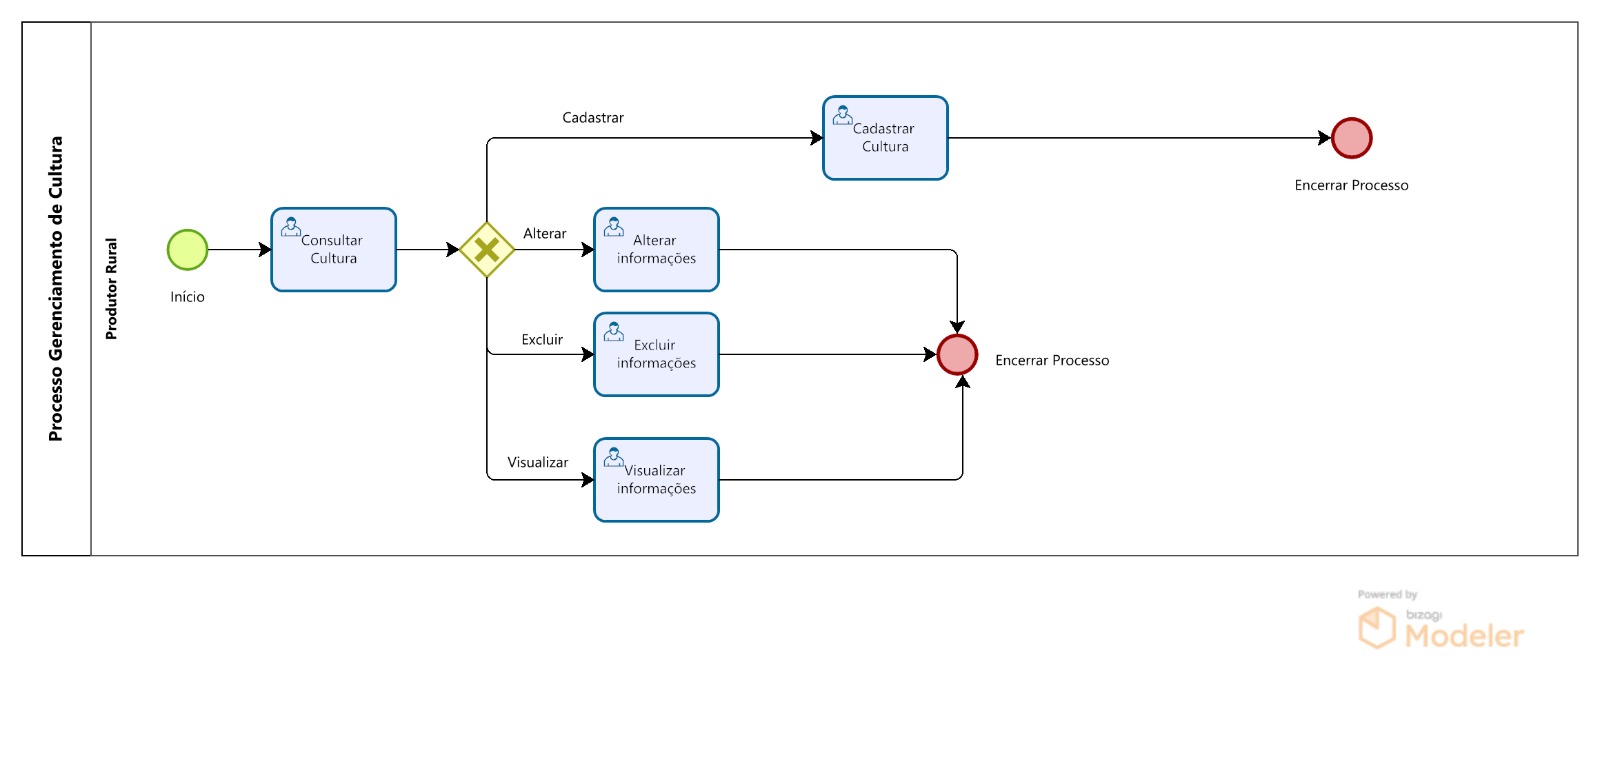 Processo Gerenciamento de Cultura
Produtor Rural
Início
Consultar
Cultura
Cadastrar
Cadastrar
Cultura
Encerrar Processo
Alterar
Alterar
informações
Excluir
Excluir
informações
Encerrar Processo
Visualizar
Visualizar
informações
Powered by
bizagi
Modeler